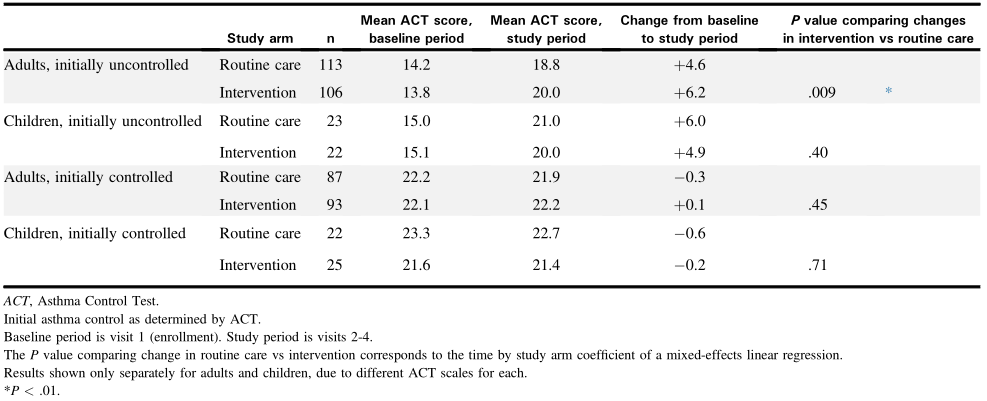 Study arm n Mean ACT score, baseline period Mean ACT score, study period Change from baseline to study period P value comparing changes in intervention vs routine care
Adults, initially uncontrolled Routine care 113 14.2 18.8 +4.6
Intervention 106 13.8 20.0 +6.2 .009 *
Children, initially uncontrolled Routine care 23 15.0 21.0 +6.0
Intervention 22 15.1 20.0 +4.9 .40
Adults, initially controlled Routine care 87 22.2 21.9 −0.3
Intervention 93 22.1 22.2 +0.1 .45
Children, initially controlled Routine care 22 23.3 22.7 −0.6
Intervention 25 21.6 21.4 −0.2 .71
ACT, Asthma Control Test.
Initial asthma control as determined by ACT.
Baseline period is visit 1 (enrollment). Study period is visits 2-4.
The P value comparing change in routine care vs intervention corresponds to the time by study arm coefficient of a mixed-effects linear regression.
Results shown only separately for adults and children, due to different ACT scales for each.
*P < .01.